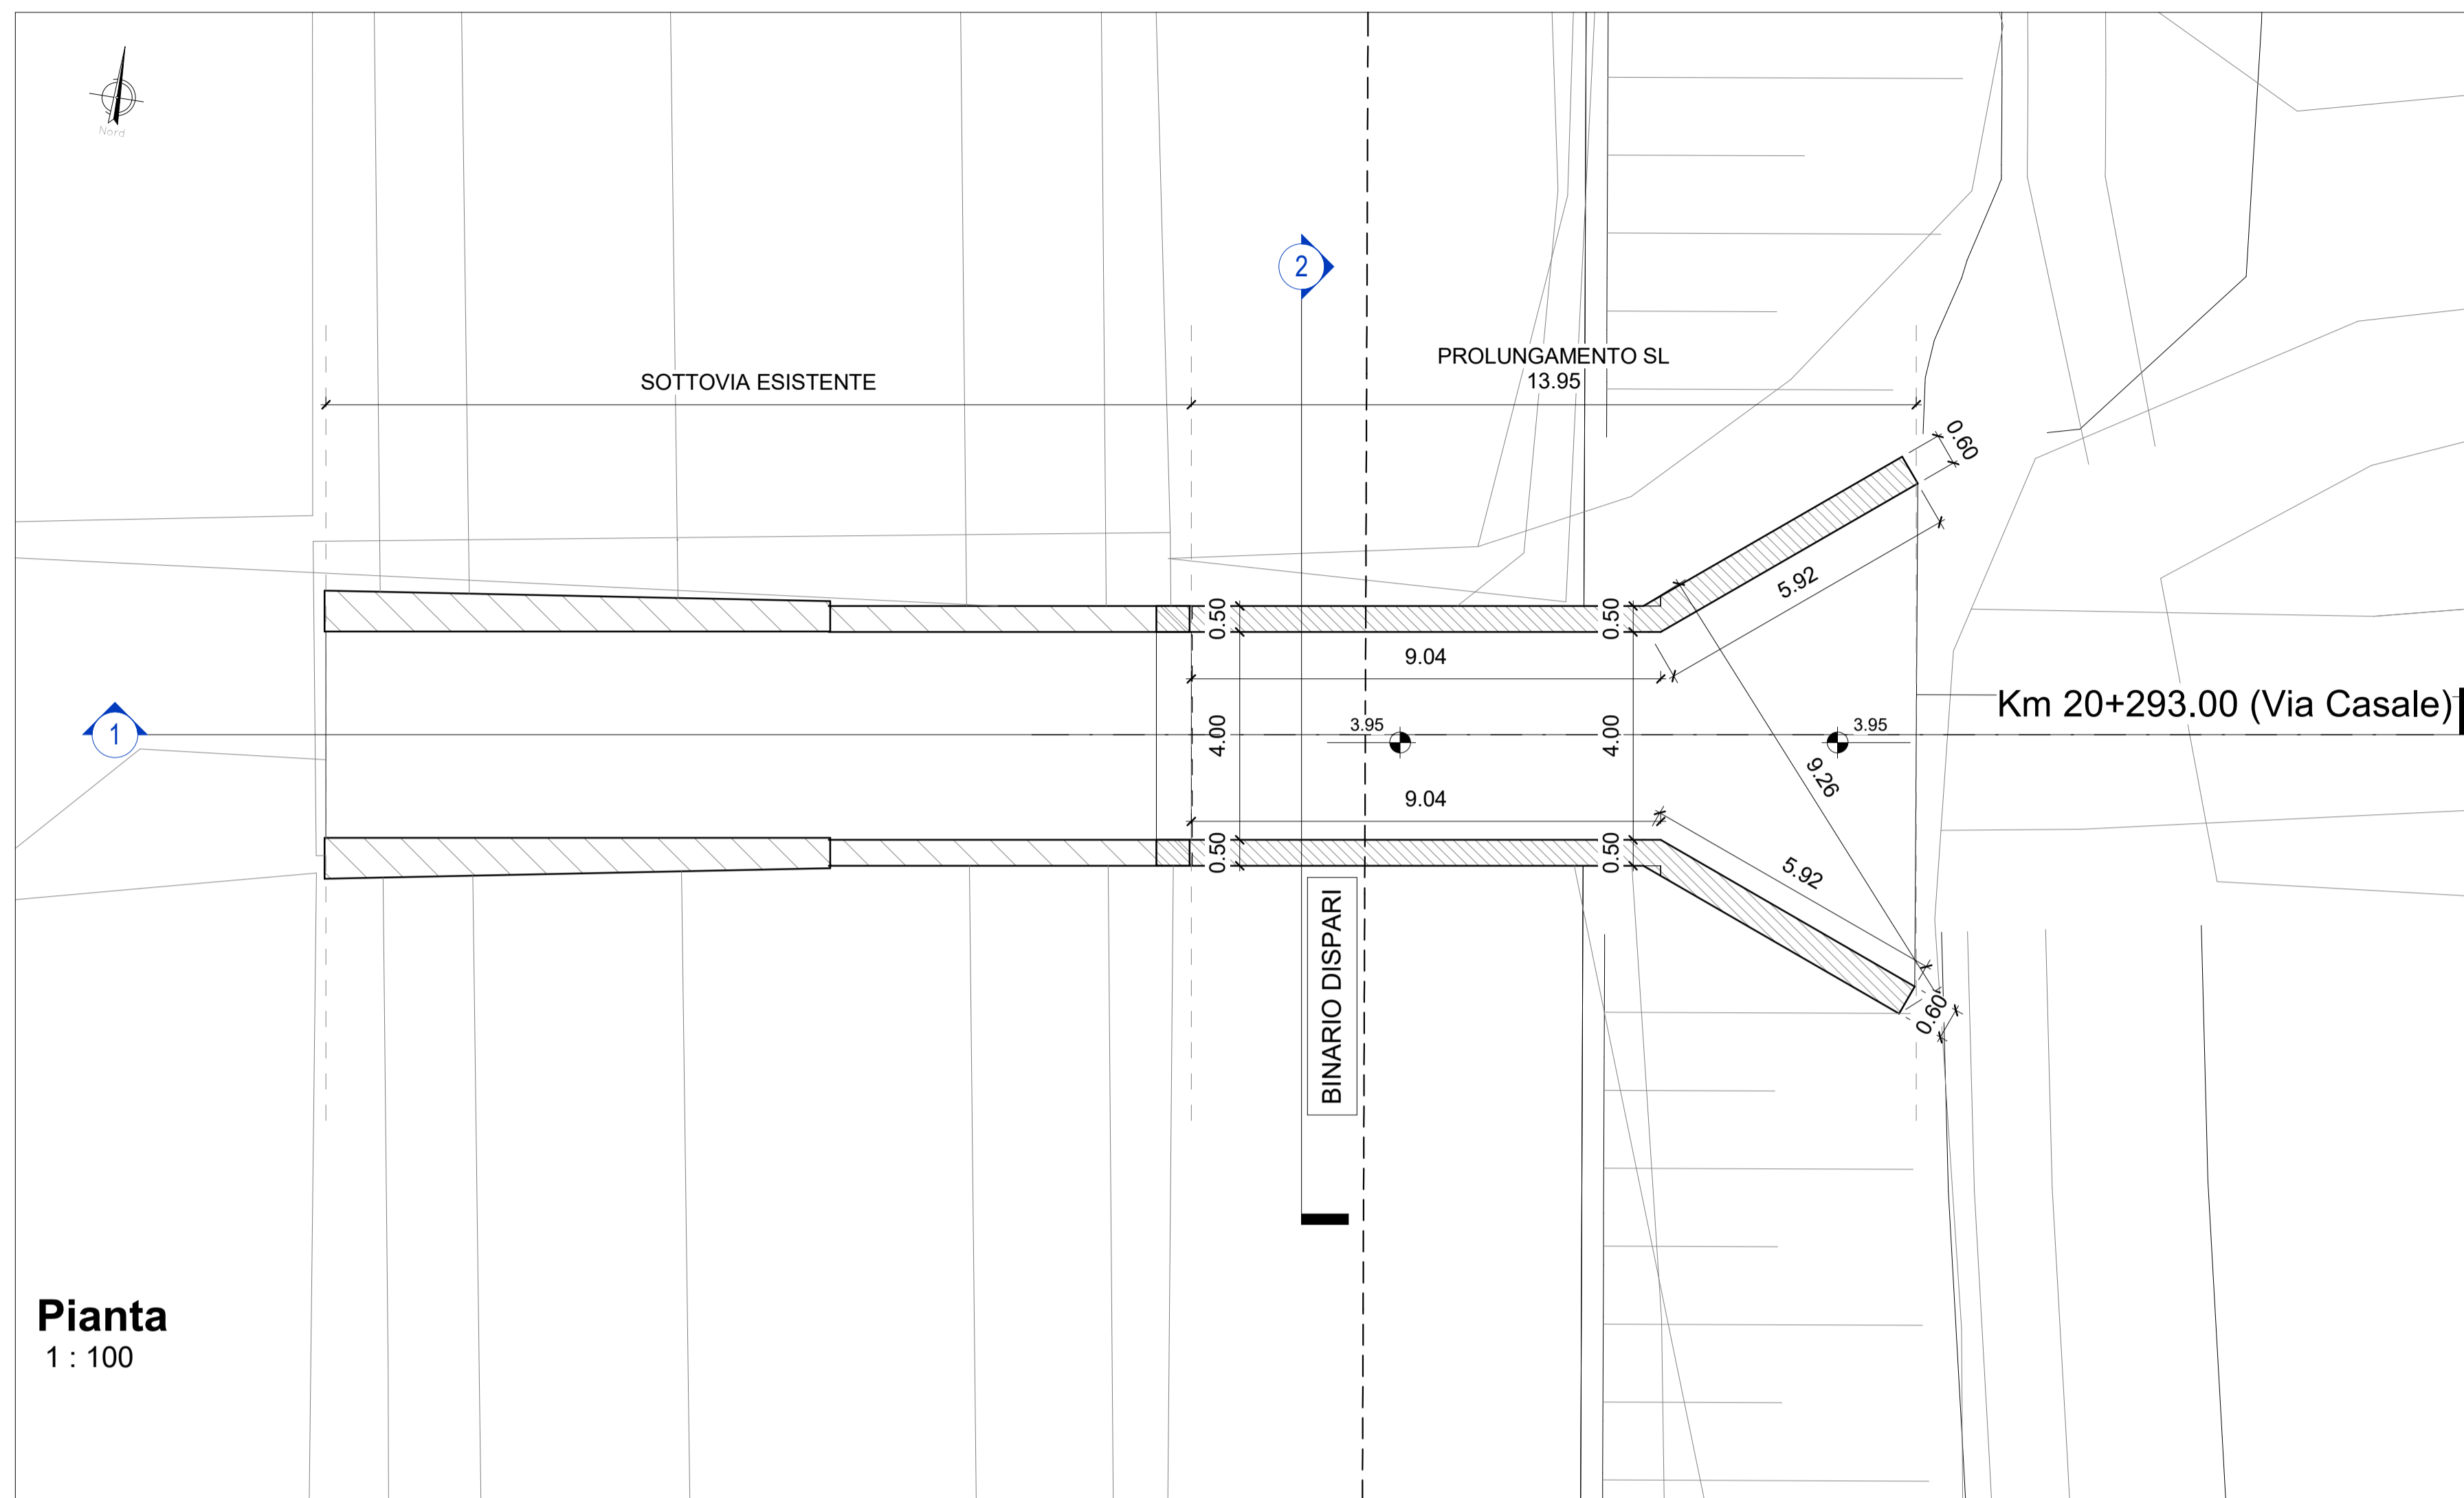 Nord
2
PROLUNGAMENTO SL
13.95
SOTTOVIA ESISTENTE
0.60
5.92
0.50
0.50
9.04
Km 20+293.00 (Via Casale)
1
3.95
3.95
4.00
4.00
9.26
9.04
0.50
0.50
5.92
BINARIO DISPARI
0.60
Pianta
1 : 100